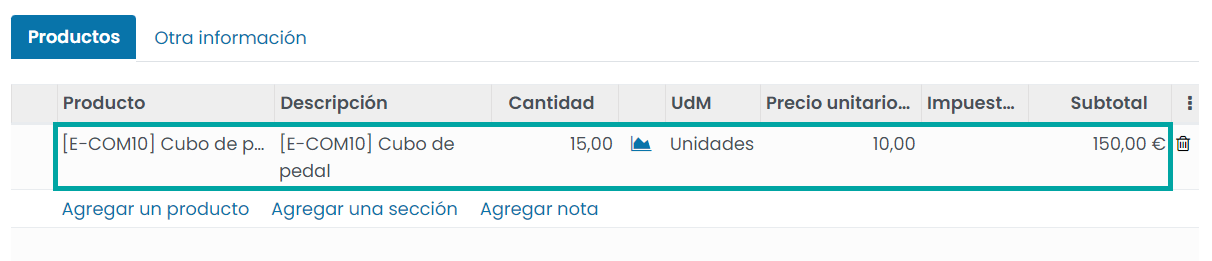 Productos Otra información
Producto Descripción Cantidad UdM Precio unitario... Impuest... Subtotal
[E-COM10] Cubo de p... [E-COM10] Cubo de 15,00 Unidades 10,00 150,00 €
pedal
Agregar un producto Agregar una sección Agregar nota